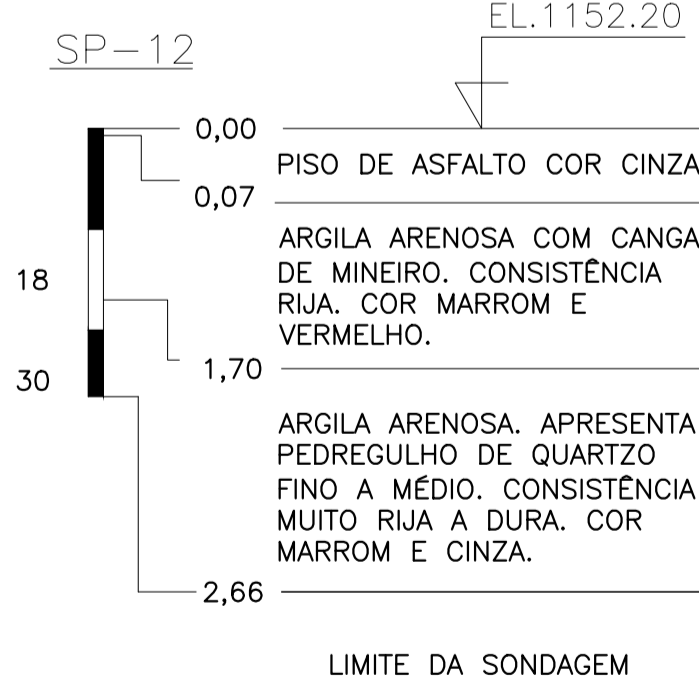 EL.1152.20
SP-12
0,00
PISO DE ASFALTO COR CINZA
0,07
ARGILA ARENOSA COM CANGA
DE MINEIRO. CONSISTÊNCIA
RIJA. COR MARROM E
VERMELHO.
18
1,70
30
ARGILA ARENOSA. APRESENTA
PEDREGULHO DE QUARTZO
FINO A MÉDIO. CONSISTÊNCIA
MUITO RIJA A DURA. COR
MARROM E CINZA.
2,66
LIMITE DA SONDAGEM